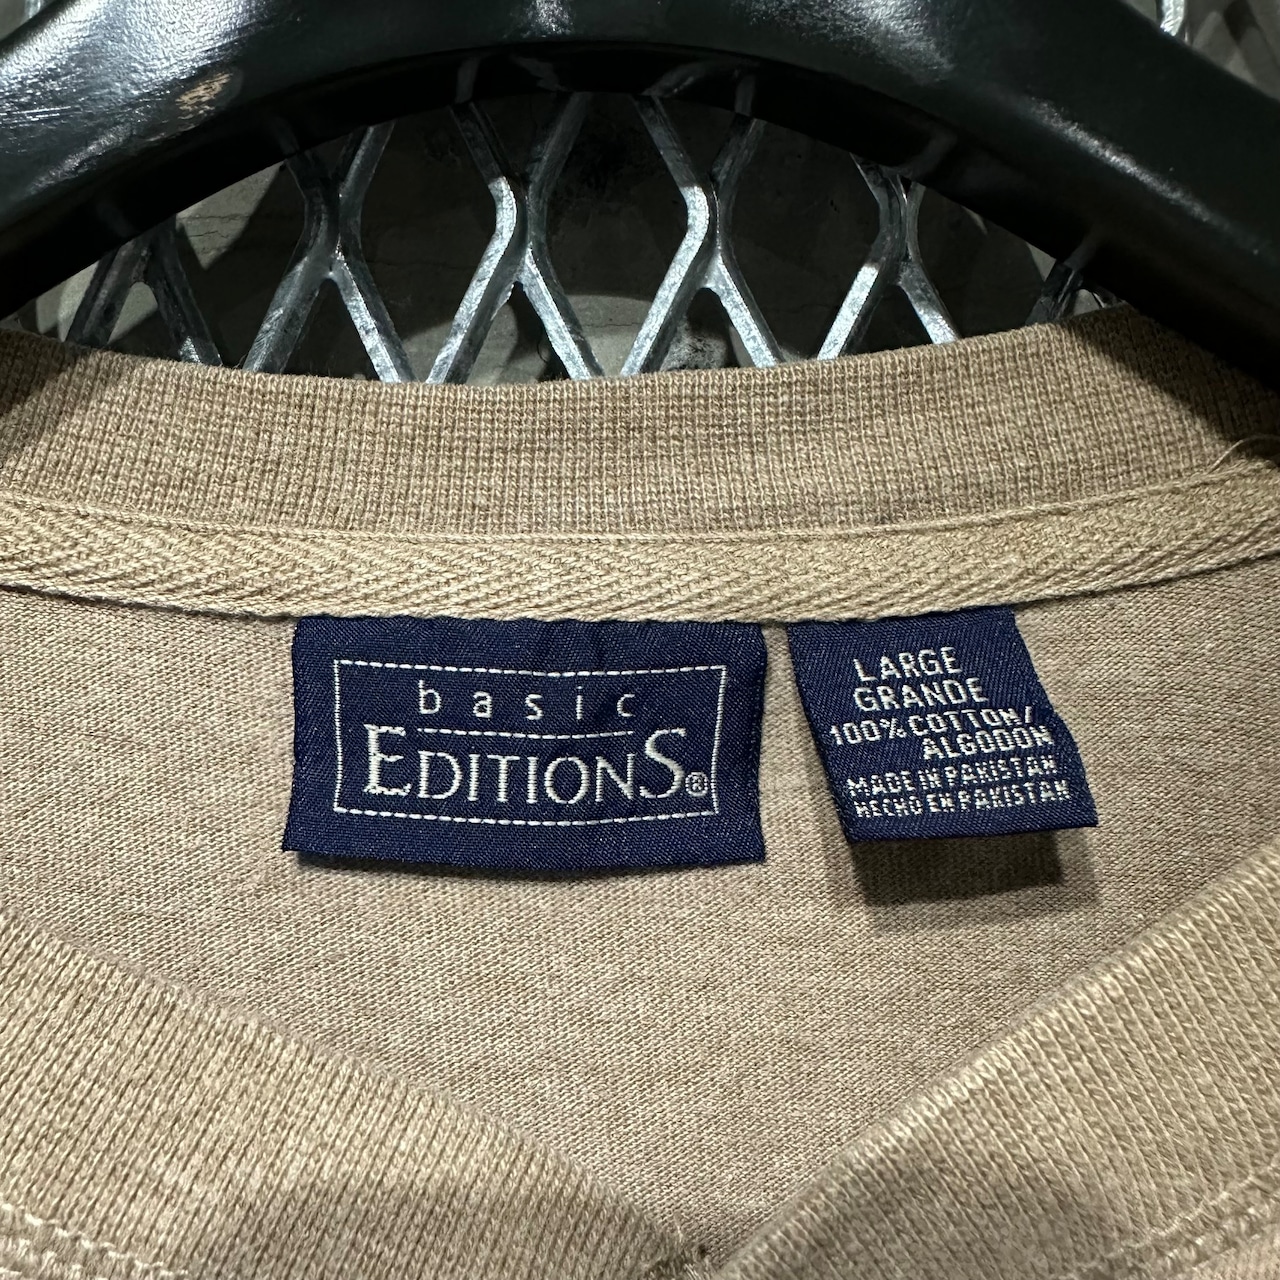 basic
EDITIONS®
LARGE
GRANDE
100% COTTON/
ALGODON
MADE IN PAKISTAN
HECHO EN PAKISTAN